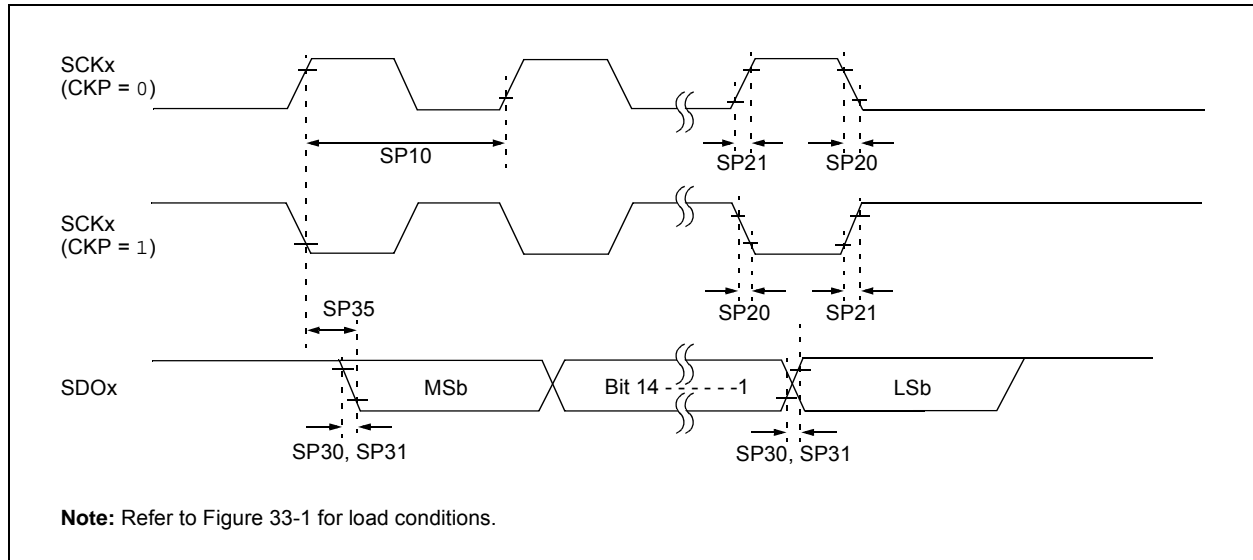 SCKx
(CKP = 0)
SP10
SP21
SP20
SCKx
(CKP = 1)
SP35
SP20
SP21
SDOx
MSb
Bit 14 - - - - - -1
LSb
SP30, SP31
SP30, SP31
Note: Refer to Figure 33-1 for load conditions.